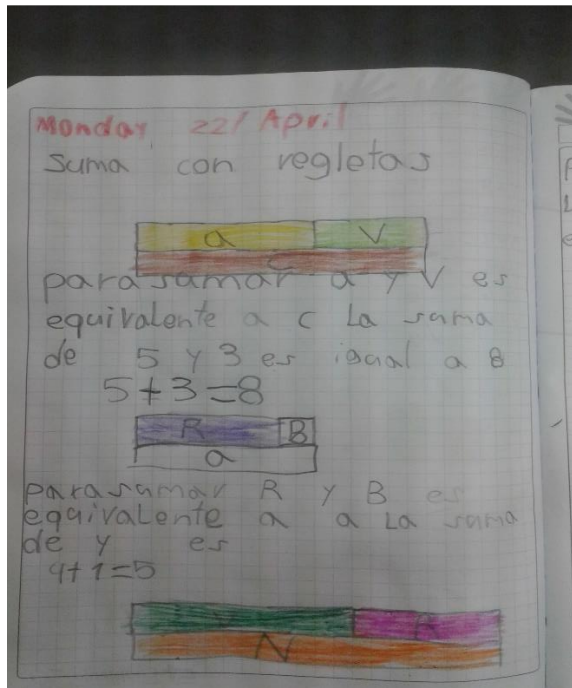 Monday 22/ April
Suma con regletas
a V
C
para sumar a y V es
equivalente a c La suma
de 5 y 3 es igual a 8
5+3=8
R B
a
Para sumar R y B es
equivalente a a La suma
de y es
4+1=5
N